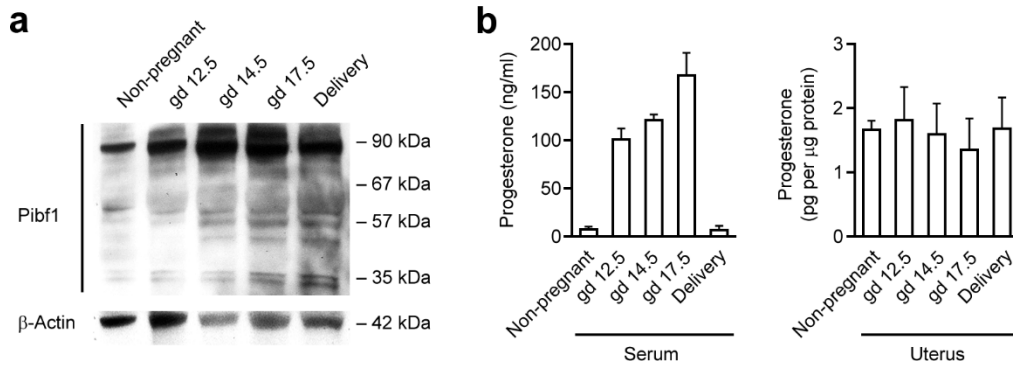 a
Non-pregnant
gd 12.5
gd 14.5
gd 17.5
Delivery
Pibf1
– 90 kDa
– 67 kDa
– 57 kDa
– 35 kDa
β-Actin
– 42 kDa
b
Progesterone (ng/ml)
200
150
100
50
0
Non-pregnant
gd 12.5
gd 14.5
gd 17.5
Delivery
Serum
Progesterone
(pg per μg protein)
3
2
1
0
Non-pregnant
gd 12.5
gd 14.5
gd 17.5
Delivery
Uterus